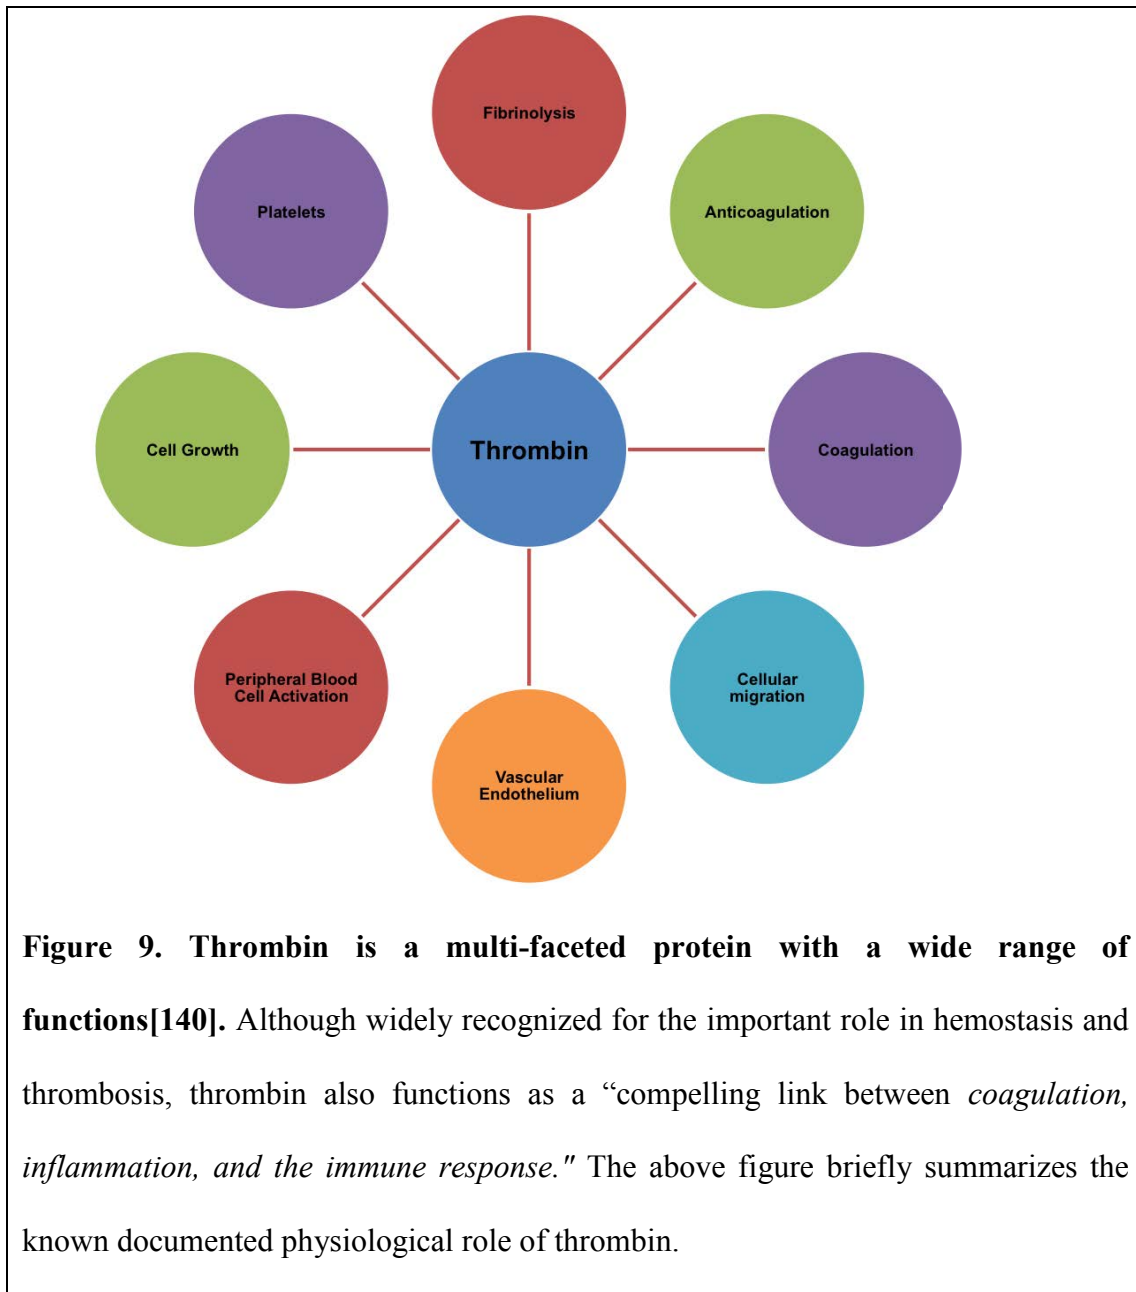 Fibrinolysis
Platelets
Anticoagulation
Cell Growth
Thrombin
Coagulation
Peripheral Blood
Cell Activation
Cellular
migration
Vascular
Endothelium
Figure 9. Thrombin is a multi-faceted protein with a wide range of
functions[140]. Although widely recognized for the important role in hemostasis and
thrombosis, thrombin also functions as a “compelling link between coagulation,
inflammation, and the immune response." The above figure briefly summarizes the
known documented physiological role of thrombin.